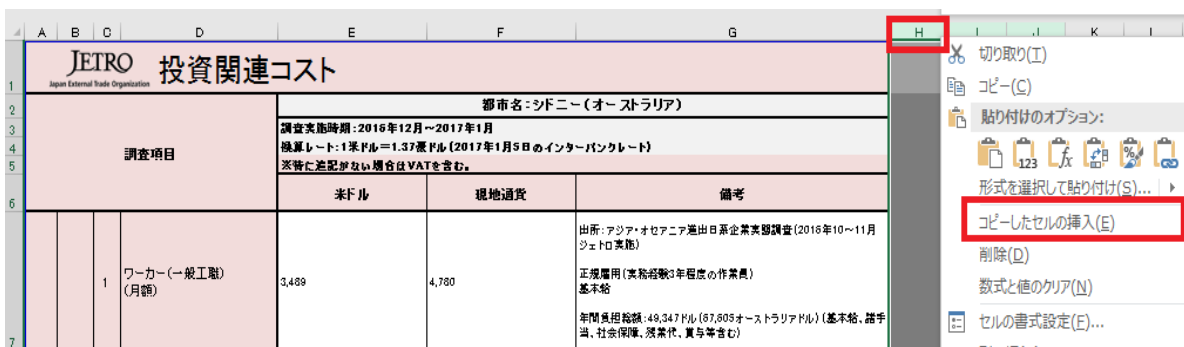 A B C D E F G H I J K L
1
JETRO
Japan External Trade Organization
投資関連コスト
2
都市名:シドニー(オーストラリア)
3
調査実施時期:2016年12月~2017年1月
4
換算レート:1米ドル=1.37豪ドル(2017年1月5日のインターバンクレート)
5
※特に追記がない場合はVATを含む。
調査項目
6
米ドル
現地通貨
備考
7
1
ワーカー(一般工職)
(月額)
3,489
4,780
出所:アジア・オセアニア進出日系企業実態調査(2016年10~11月
ジェトロ実施)
正規雇用(実務経験3年程度の作業員)
基本給
年間負担総額:49,347ドル(67,605オーストラリアドル)(基本給、諸手
当、社会保障、残業代、賞与等含む)
切り取り(T)
コピー(C)
貼り付けのオプション:
123
fx
%
形式を選択して貼り付け(S)...
コピーしたセルの挿入(E)
削除(D)
数式と値のクリア(N)
セルの書式設定(F)...